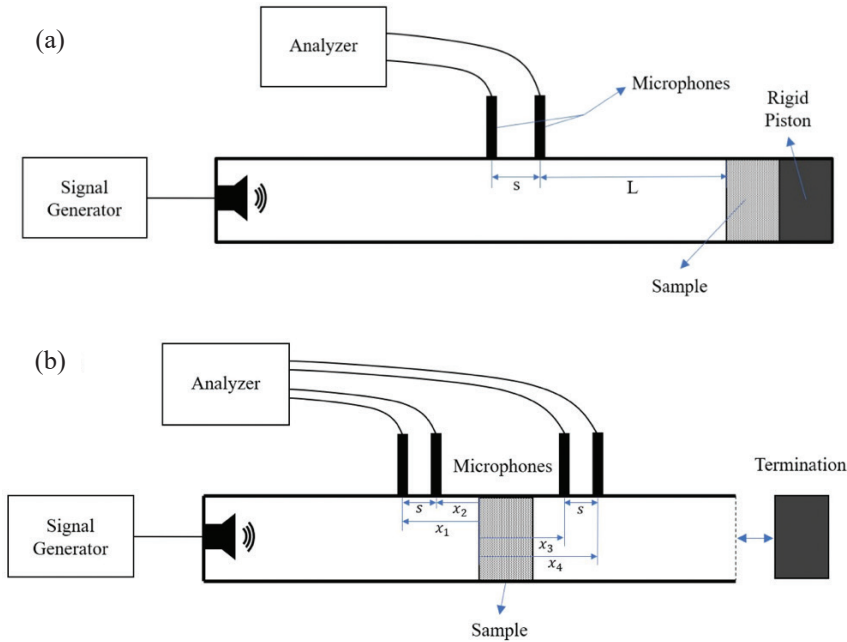 (a)
Analyzer
Microphones
Rigid
Piston
Signal
Generator
s
L
Sample
(b)
Analyzer
Microphones
Termination
Signal
Generator
s
x₂
s
x₁
x₃
x₄
Sample